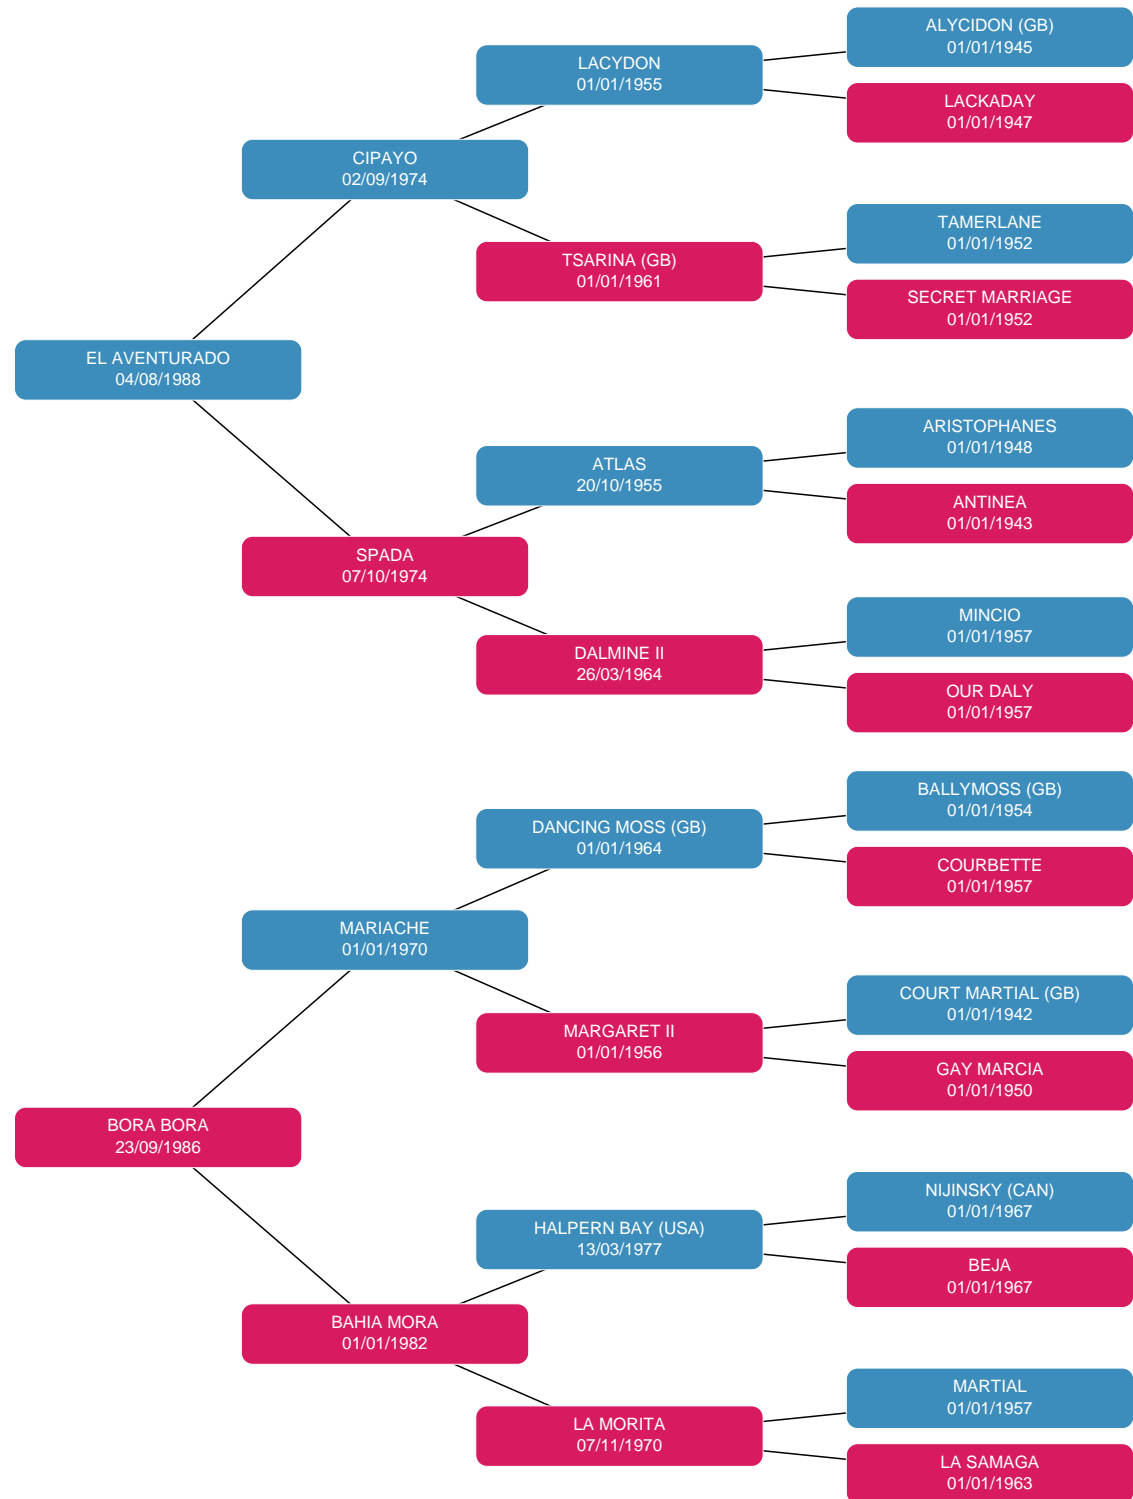 ALYCIDON (GB)
01/01/1945
LACYDON
01/01/1955
LACKADAY
01/01/1947
CIPAYO
02/09/1974
TAMERLANE
01/01/1952
TSARINA (GB)
01/01/1961
SECRET MARRIAGE
01/01/1952
EL AVENTURADO
04/08/1988
ARISTOPHANES
01/01/1948
ATLAS
20/10/1955
ANTINEA
01/01/1943
SPADA
07/10/1974
MINCIO
01/01/1957
DALMINE II
26/03/1964
OUR DALY
01/01/1957
BALLYMOSS (GB)
01/01/1954
DANCING MOSS (GB)
01/01/1964
COURBETTE
01/01/1957
MARIACHE
01/01/1970
COURT MARTIAL (GB)
01/01/1942
MARGARET II
01/01/1956
GAY MARCIA
01/01/1950
BORA BORA
23/09/1986
NIJINSKY (CAN)
01/01/1967
HALPERN BAY (USA)
13/03/1977
BEJA
01/01/1967
BAHIA MORA
01/01/1982
MARTIAL
01/01/1957
LA MORITA
07/11/1970
LA SAMAGA
01/01/1963